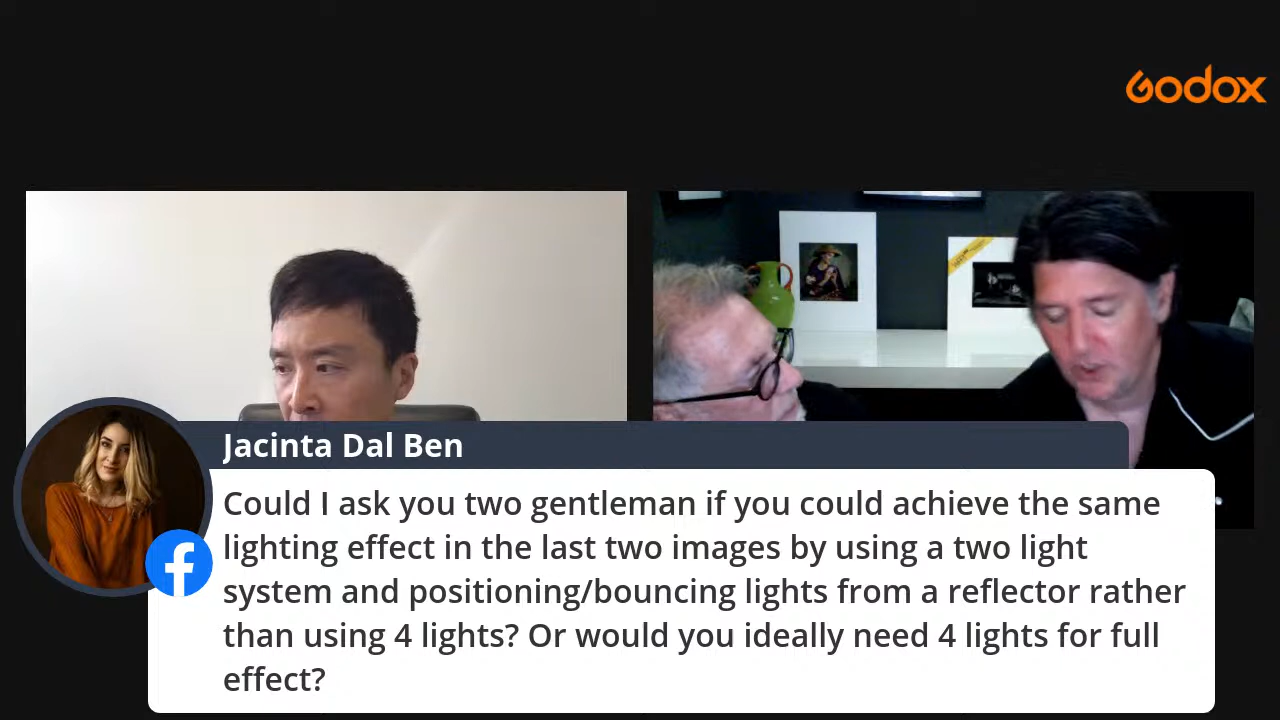 Godox
Jacinta Dal Ben
Could I ask you two gentleman if you could achieve the same
lighting effect in the last two images by using a two light
system and positioning/bouncing lights from a reflector rather
than using 4 lights? Or would you ideally need 4 lights for full
effect?